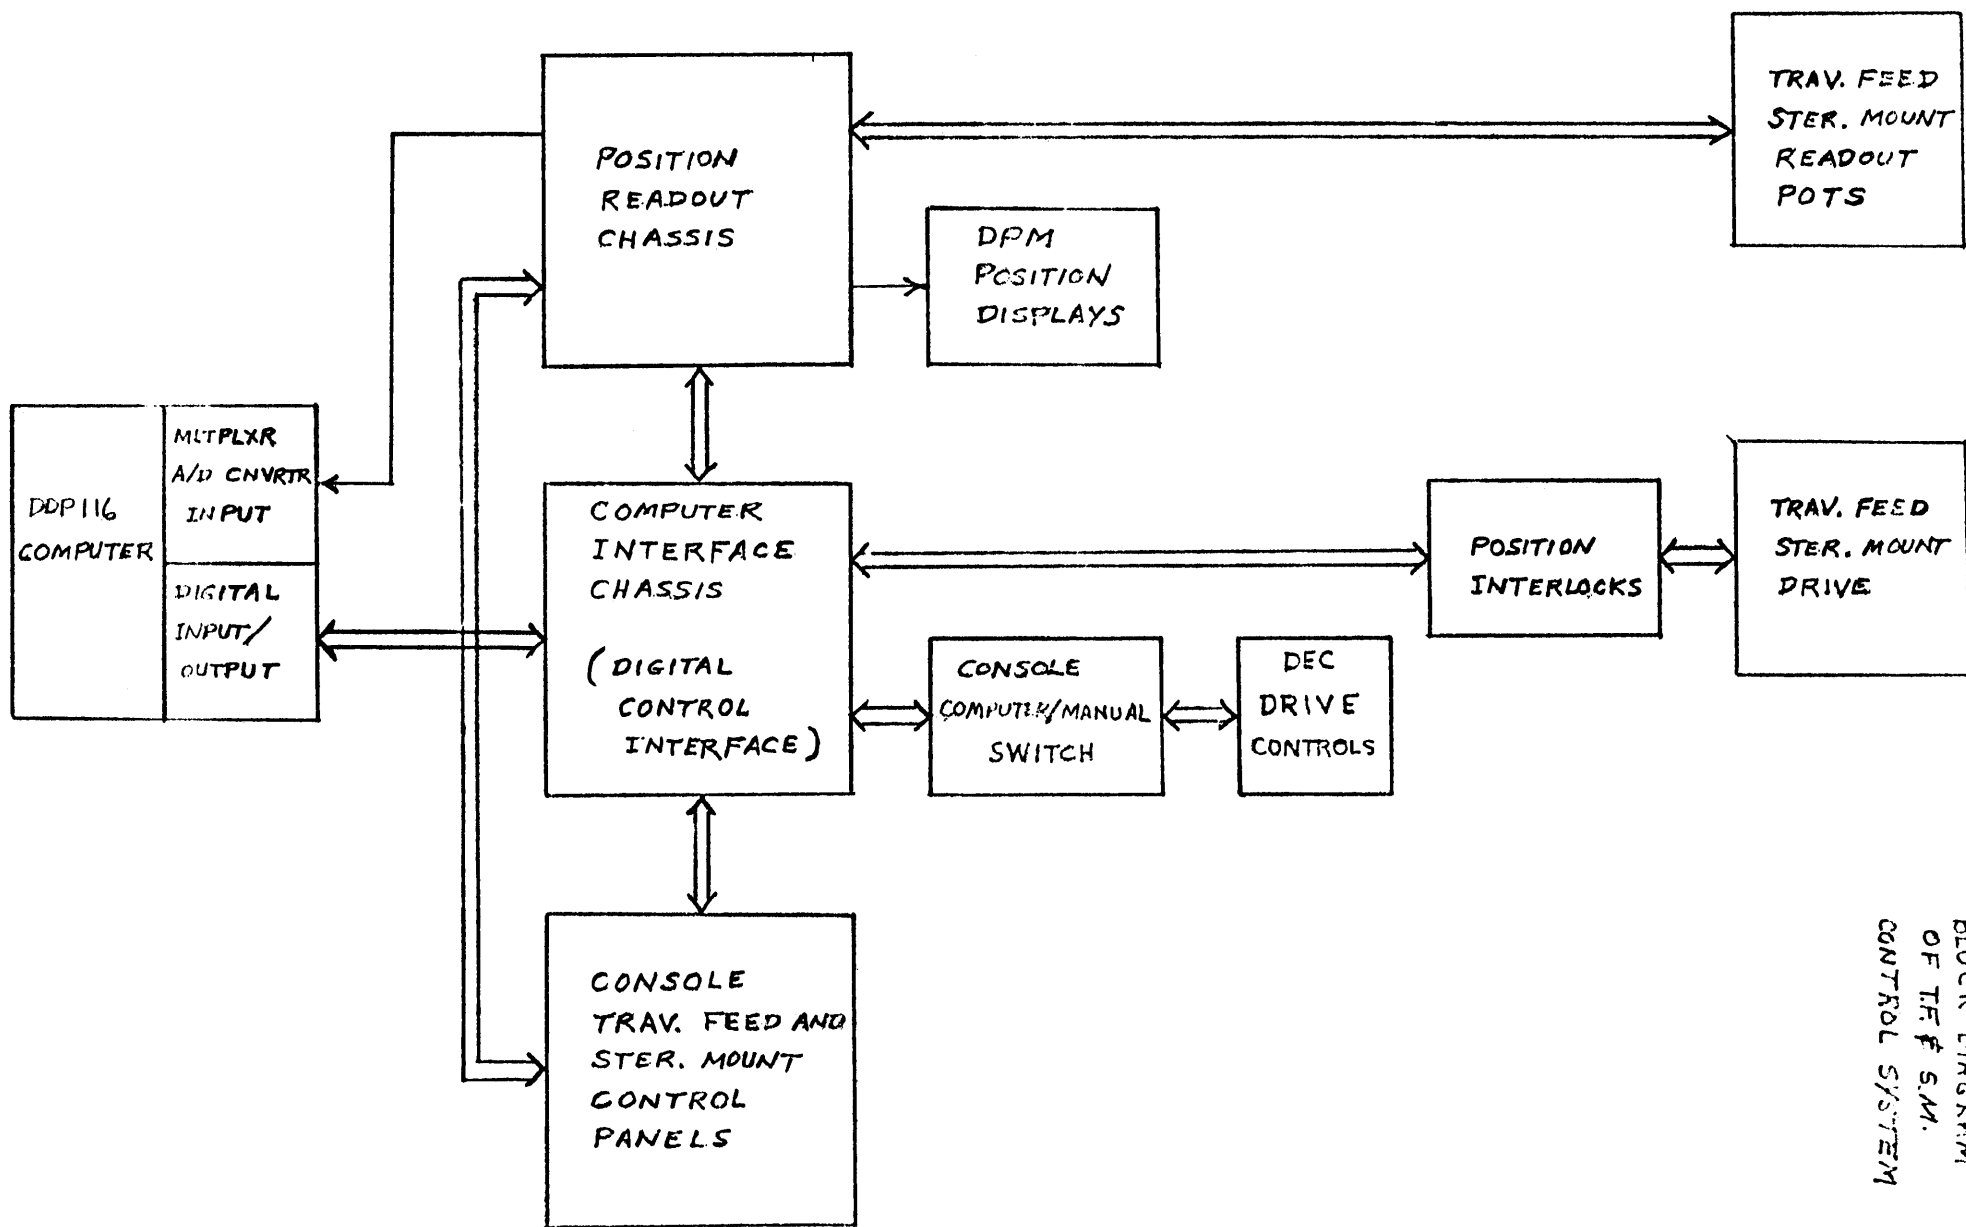 POSITION
READOUT
CHASSIS
TRAV. FEED
STER. MOUNT
READOUT
POTS
DPM
POSITION
DISPLAYS
DDP116
COMPUTER
MLTPLXR
A/D CNVRTR
INPUT
DIGITAL
INPUT/
OUTPUT
COMPUTER
INTERFACE
CHASSIS
(DIGITAL
CONTROL
INTERFACE)
POSITION
INTERLOCKS
TRAV. FEED
STER. MOUNT
DRIVE
CONSOLE
COMPUTER/MANUAL
SWITCH
DEC
DRIVE
CONTROLS
CONSOLE
TRAV. FEED AND
STER. MOUNT
CONTROL
PANELS
BLOCK DIAGRAM
OF T.F. & S.M.
CONTROL SYSTEM